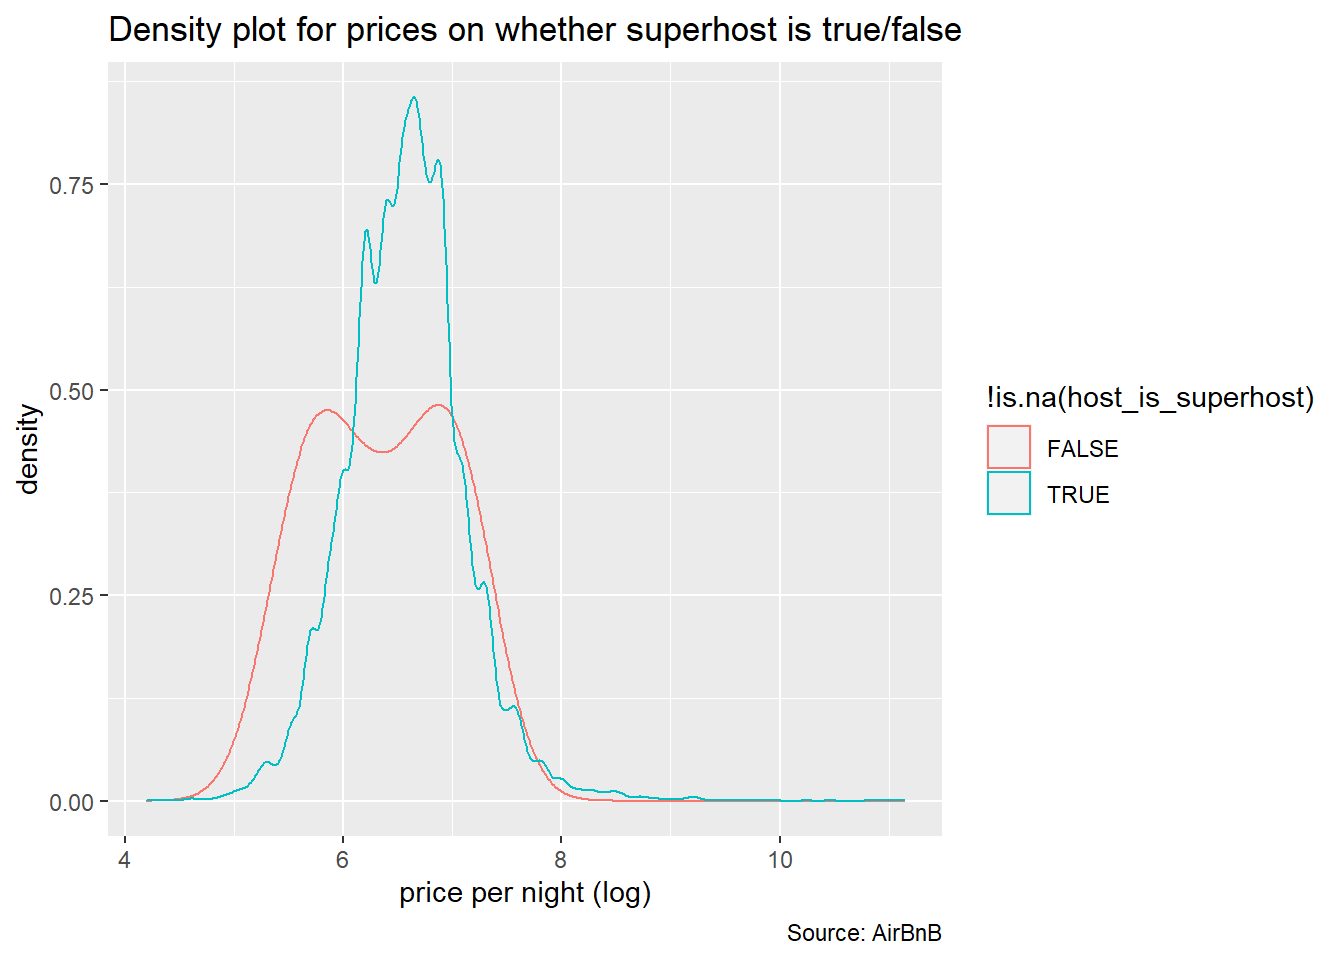 Density plot for prices on whether superhost is true/false
0.75
0.50
0.25
0.00
density
4
6
8
10
price per night (log)
!is.na(host_is_superhost)
FALSE
TRUE
Source: AirBnB